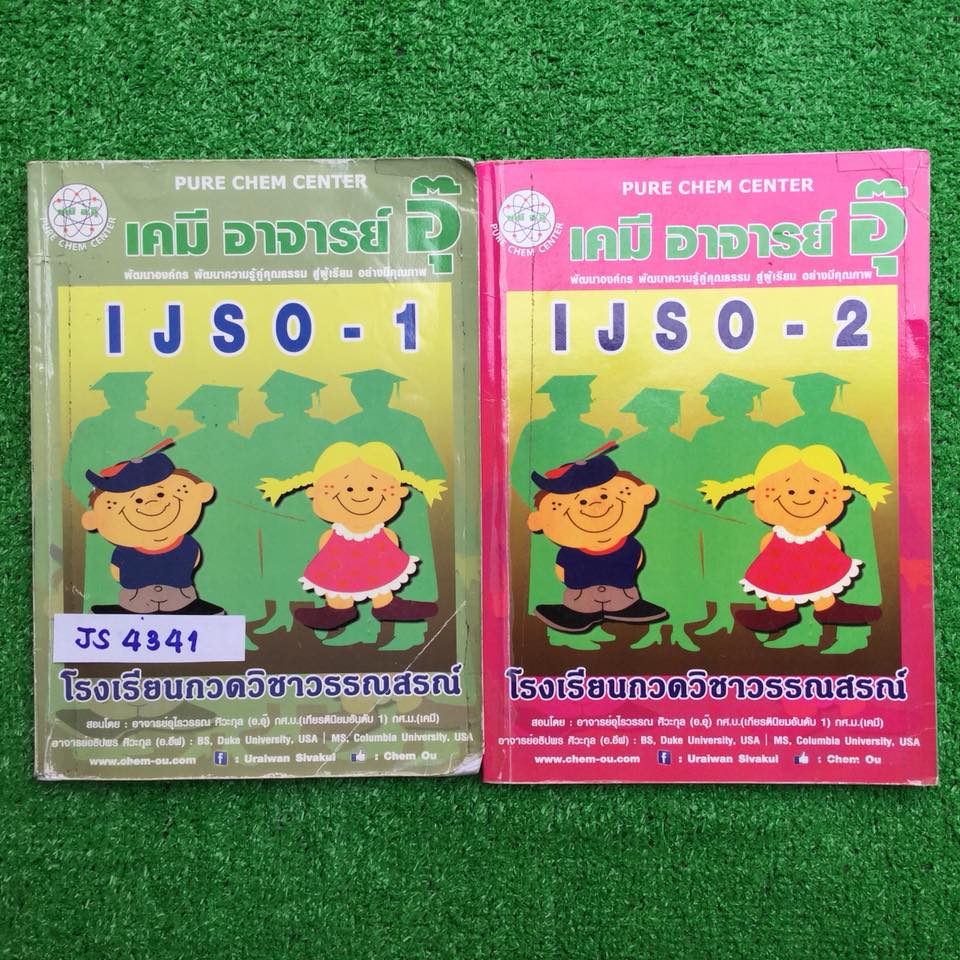 PURE CHEM CENTER
PURE CHEM CENTER
เคมี อาจารย์ อุ๊
พัฒนาองค์กร พัฒนาความรู้คู่คุณธรรม สู่ผู้เรียน อย่างมีคุณภาพ
IJSO - 1
JS 4341
โรงเรียนกวดวิชาวรรณสรณ์
สอนโดย : อาจารย์อุไรวรรณ ศิวะกุล (อ.อุ๊) กศ.บ.(เกียรตินิยมอันดับ 1) กศ.ม.(เคมี)
อาจารย์อธิปพร ศิวะกุล (อ.อีฟ) : BS, Duke University, USA | MS, Columbia University, USA
www.chem-ou.com f : Uraiwan Sivakul : Chem Ou
PURE CHEM CENTER
PURE CHEM CENTER
เคมี อาจารย์ อุ๊
พัฒนาองค์กร พัฒนาความรู้คู่คุณธรรม สู่ผู้เรียน อย่างมีคุณภาพ
IJSO - 2
โรงเรียนกวดวิชาวรรณสรณ์
สอนโดย : อาจารย์อุไรวรรณ ศิวะกุล (อ.อุ๊) กศ.บ.(เกียรตินิยมอันดับ 1) กศ.ม.(เคมี)
อาจารย์อธิปพร ศิวะกุล (อ.อีฟ) : BS, Duke University, USA | MS, Columbia University, USA
www.chem-ou.com f : Uraiwan Sivakul : Chem Ou